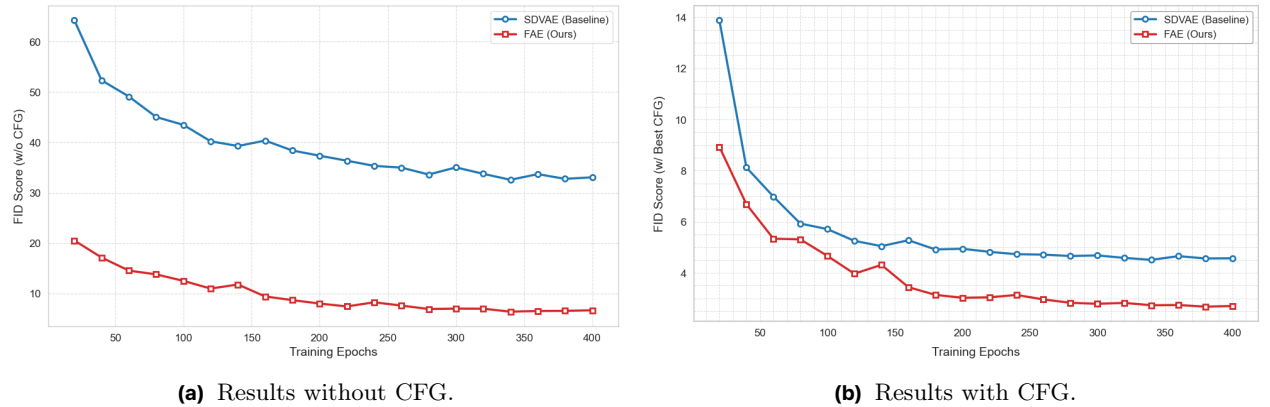 SDVAE (Baseline)
FAE (Ours)
FID Score (w/o CFG)
60
50
40
30
20
10
50
100
150
200
250
300
350
400
Training Epochs
(a) Results without CFG.
SDVAE (Baseline)
FAE (Ours)
FID Score (w/ Best CFG)
14
12
10
8
6
4
50
100
150
200
250
300
350
400
Training Epochs
(b) Results with CFG.